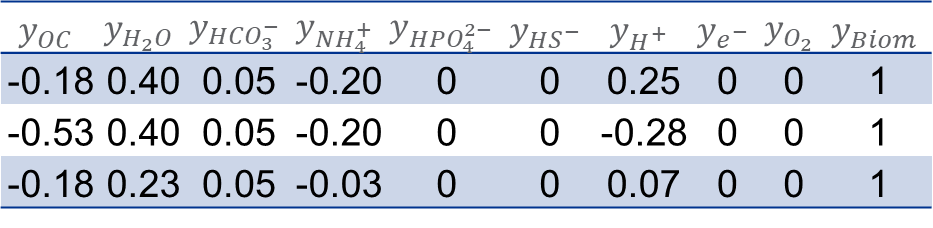 y_{OC} y_{H_2O} y_{HCO_3^-} y_{NH_4^+} y_{HPO_4^{2-}} y_{HS^-} y_{H^+} y_{e^-} y_{O_2} y_{Biom}
-0.18 0.40 0.05 -0.20 0 0 0.25 0 0 1
-0.53 0.40 0.05 -0.20 0 0 -0.28 0 0 1
-0.18 0.23 0.05 -0.03 0 0 0.07 0 0 1